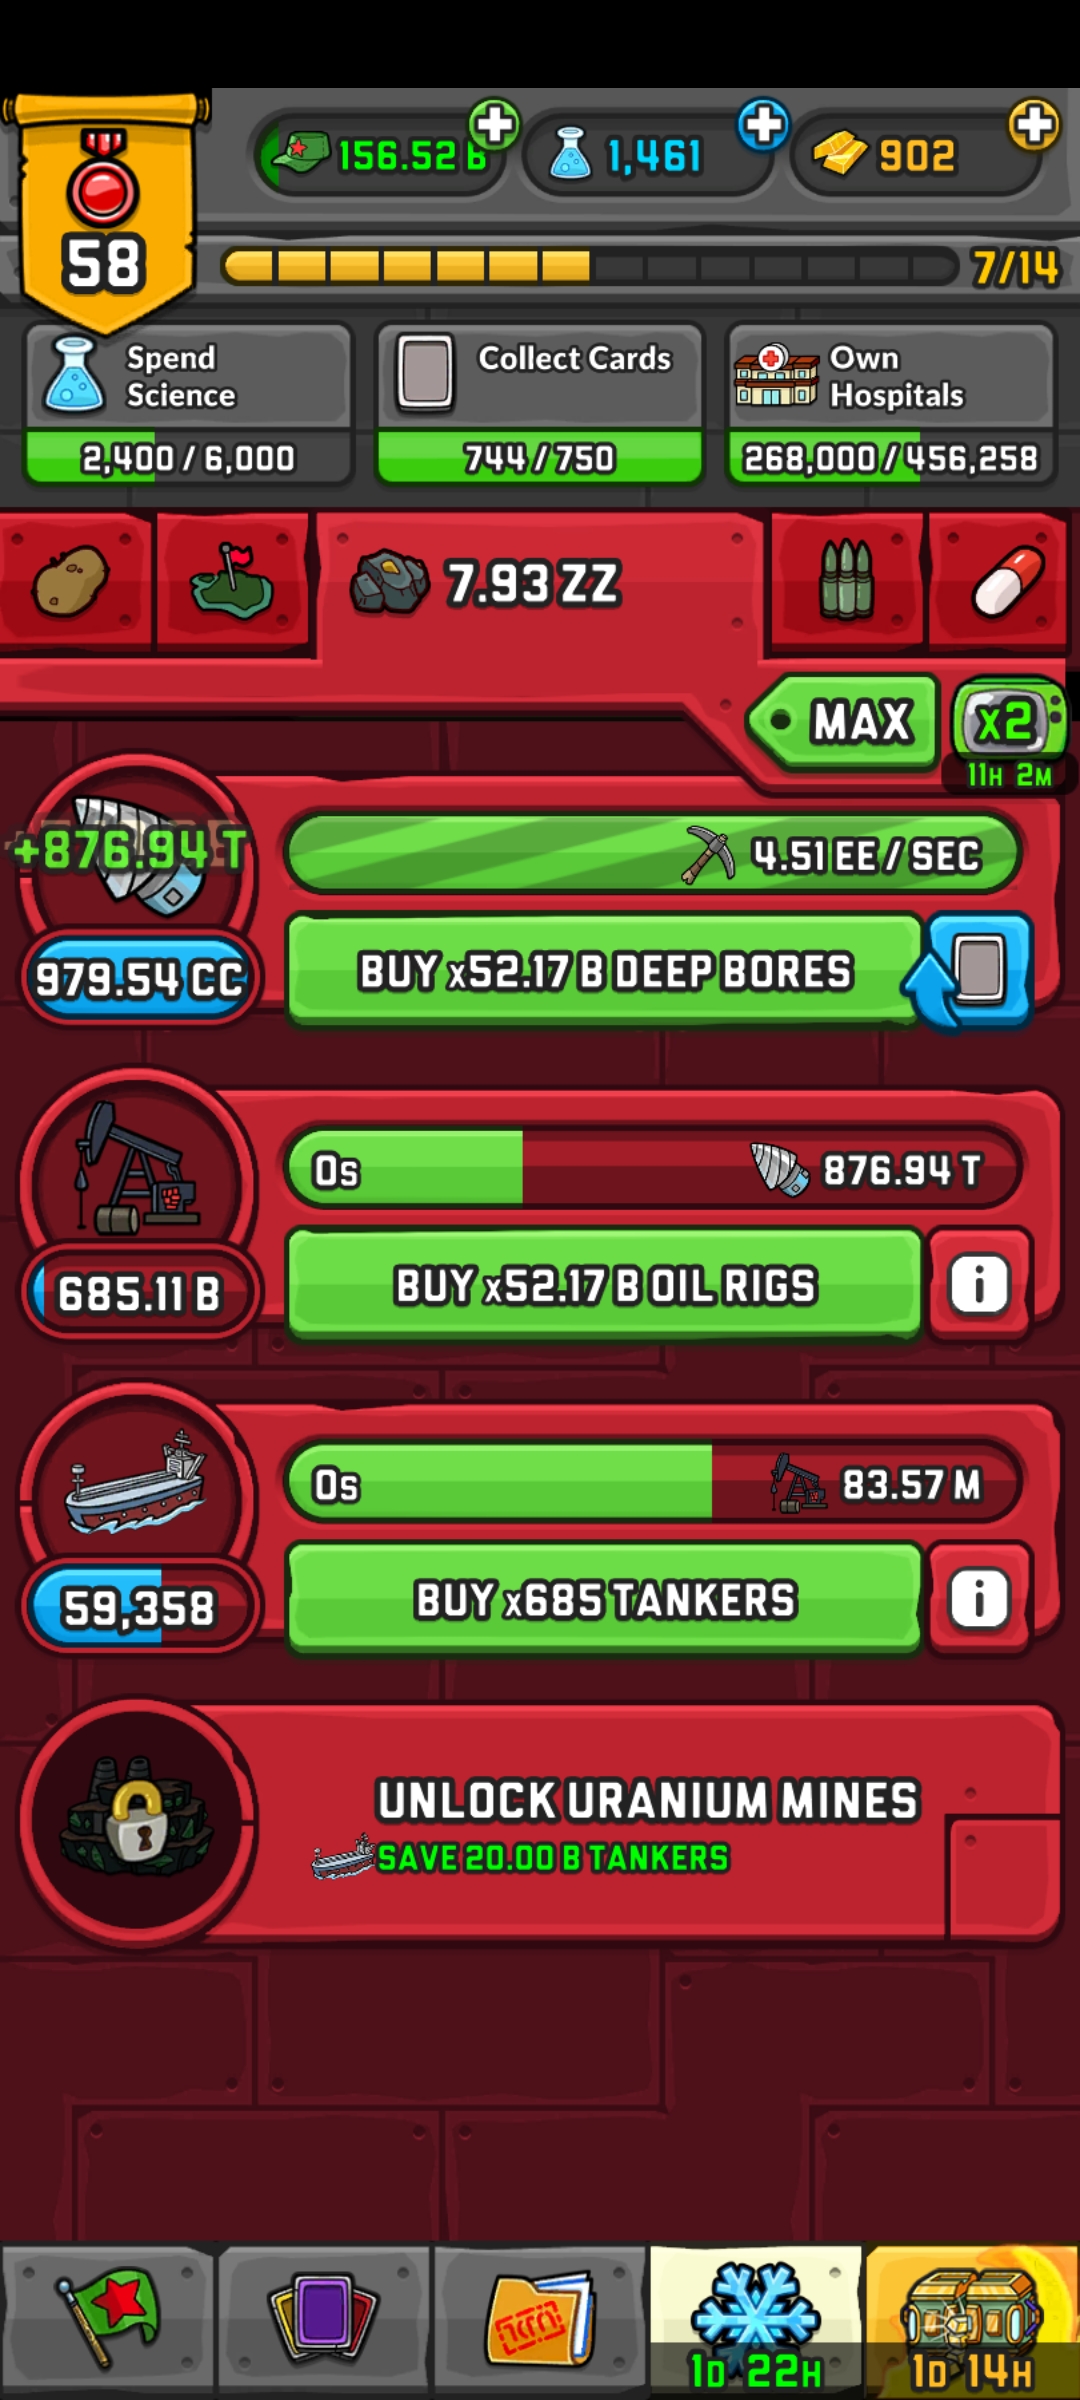 58
156.52 B
1,461
902
7/14
Spend
Science
2,400 / 6,000
Collect Cards
744 / 750
Own
Hospitals
268,000 / 456,258
7.93 ZZ
MAX
x2
11H 2M
+876.94 T
4.51 EE / SEC
979.54 CC
BUY x52.17 B DEEP BORES
0s
876.94 T
685.11 B
BUY x52.17 B OIL RIGS
i
0s
83.57 M
59,358
BUY x685 TANKERS
i
UNLOCK URANIUM MINES
SAVE 20.00 B TANKERS
1D 22H
1D 14H